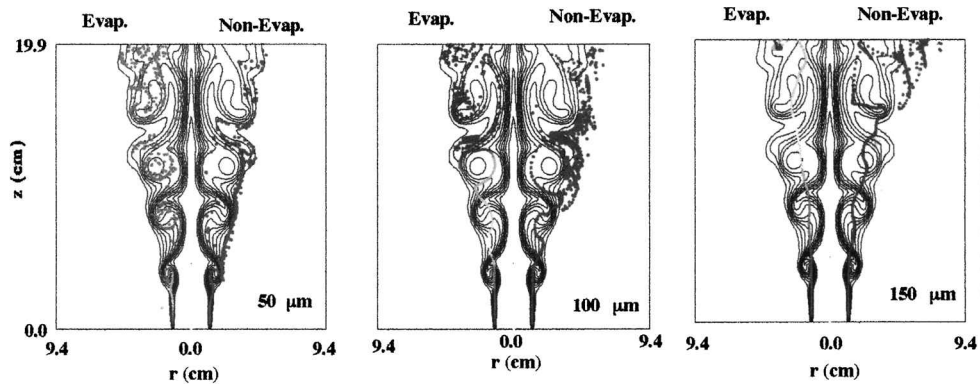 Evap. Non-Evap. Evap. Non-Evap. Evap. Non-Evap.
19.9
z (cm)
50 μm 100 μm 150 μm
0.0
9.4 0.0 9.4 9.4 0.0 9.4 9.4 0.0 9.4
r (cm) r (cm) r (cm)